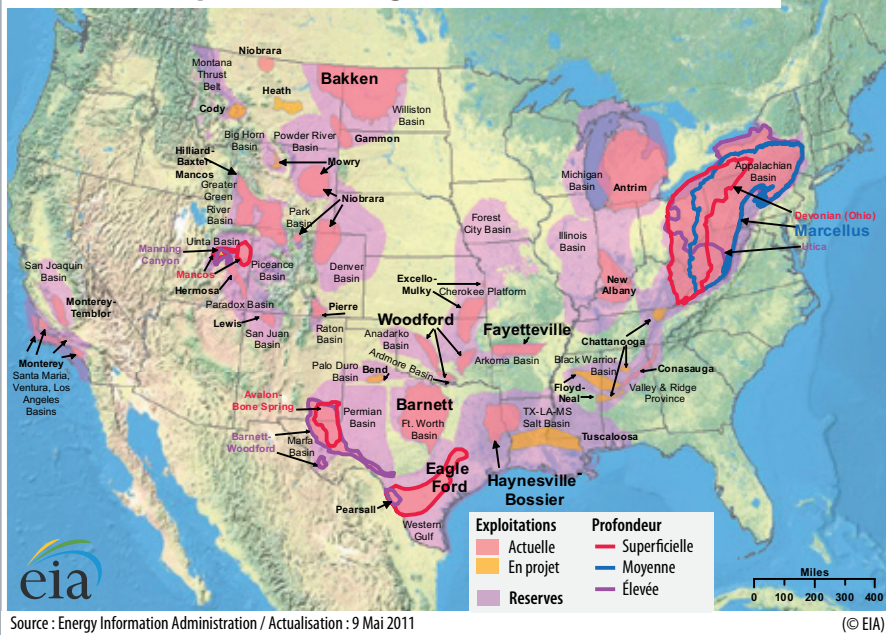 Niobrara
Montana
Thrust
Belt
Bakken
Heath
Cody
Williston
Basin
Big Horn
Basin
Powder River
Basin
Gammon
Hilliard-
Baxter
Mancos
Mowry
Greater
Green
River
Basin
Park
Basin
Niobrara
Michigan
Basin
Antrim
Appalachian
Basin
Devonian (Ohio)
Marcellus
Utica
Forest
City Basin
Illinois
Basin
Uinta Basin
Manning
Canyon
Mancos
Piceance
Basin
Denver
Basin
San Joaquin
Basin
Hermosa
Paradox Basin
Excello-
Mulky
Cherokee Platform
New
Albany
Monterey-
Temblor
Lewis
San Juan
Basin
Pierre
Raton
Basin
Woodford
Anadarko
Basin
Fayetteville
Chattanooga
Monterey
Santa Maria,
Ventura, Los
Angeles
Basins
Palo Duro
Basin
Bend
Ardmore Basin
Arkoma Basin
Black Warrior
Basin
Conasauga
Floyd-
Neal
Valley & Ridge
Province
Avalon-
Bone Spring
Permian
Basin
Barnett
Ft. Worth
Basin
TX-LA-MS
Salt Basin
Tuscaloosa
Barnett-
Woodford
Marfa
Basin
Eagle
Ford
Haynesville-
Bossier
Pearsall
Western
Gulf
Exploitations
Actuelle
En projet
Reserves
Profondeur
Superficielle
Moyenne
Élevée
Miles
0 100 200 300 400
eia
Source : Energy Information Administration / Actualisation : 9 Mai 2011
(© EIA)